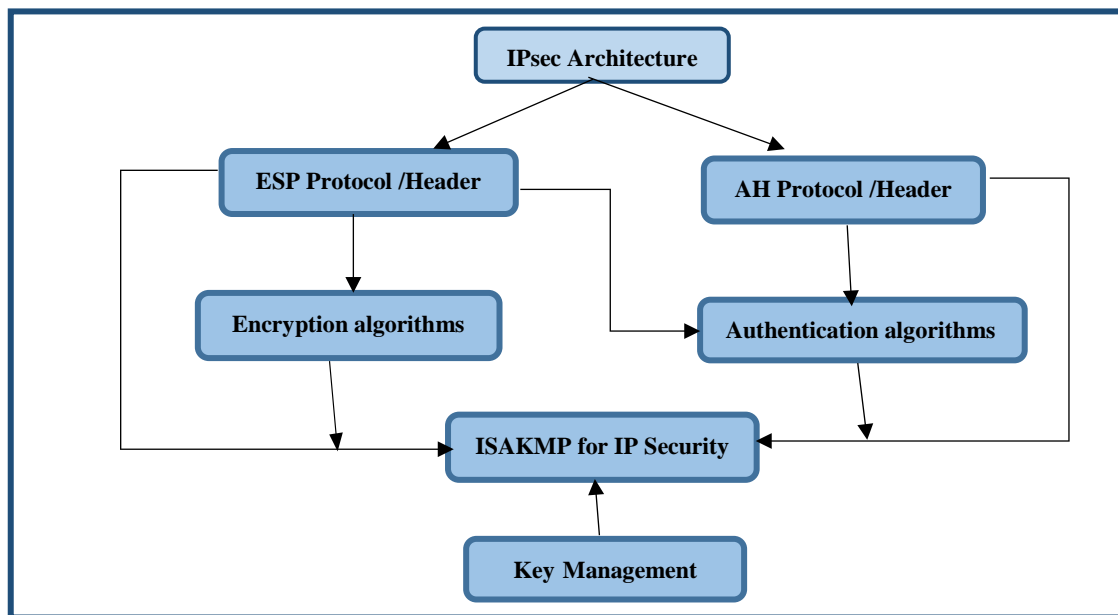 IPsec Architecture
ESP Protocol /Header
AH Protocol /Header
Encryption algorithms
Authentication algorithms
ISAKMP for IP Security
Key Management